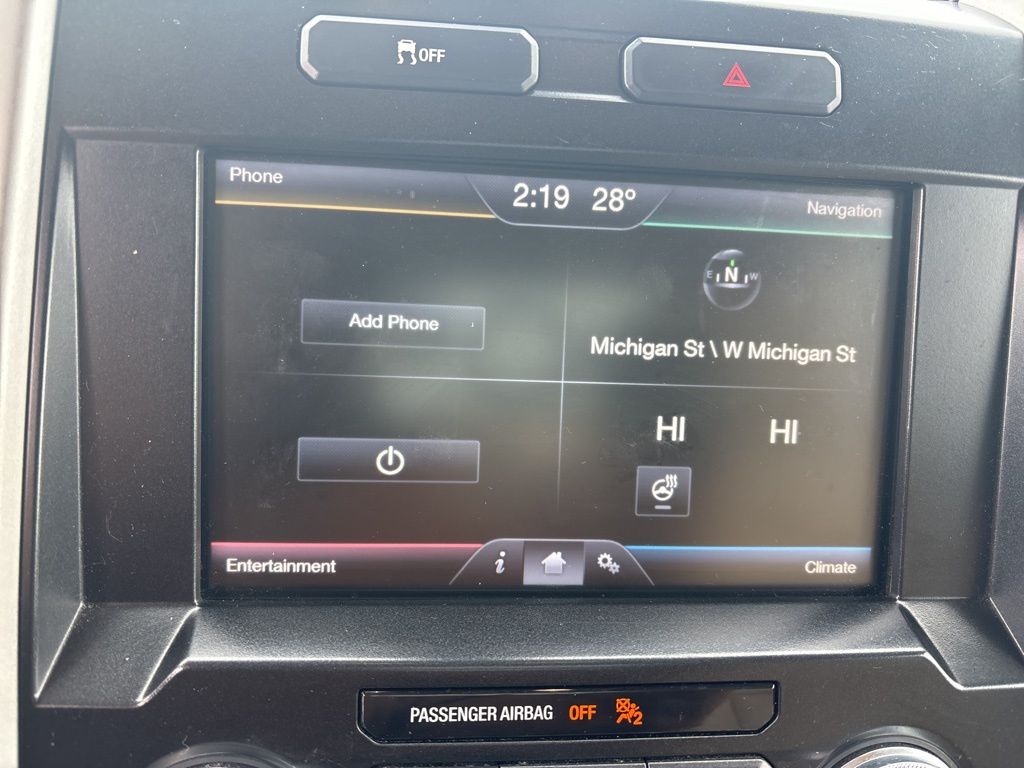 OFF
Phone
2:19 28°
Navigation
E N W
Add Phone
Michigan St \ W Michigan St
HI HI
Entertainment
i
Climate
PASSENGER AIRBAG OFF 2